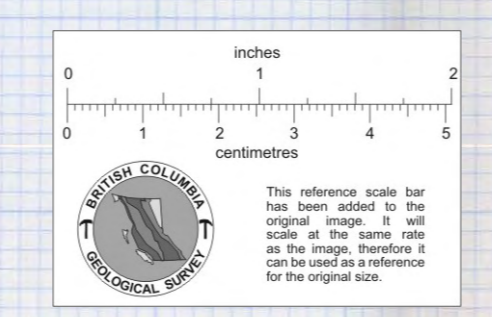 inches
0 1 2
0 1 2 3 4 5
centimetres
BRITISH COLUMBIA
GEOLOGICAL SURVEY
This reference scale bar
has been added to the
original image. It will
scale at the same rate
as the image, therefore it
can be used as a reference
for the original size.